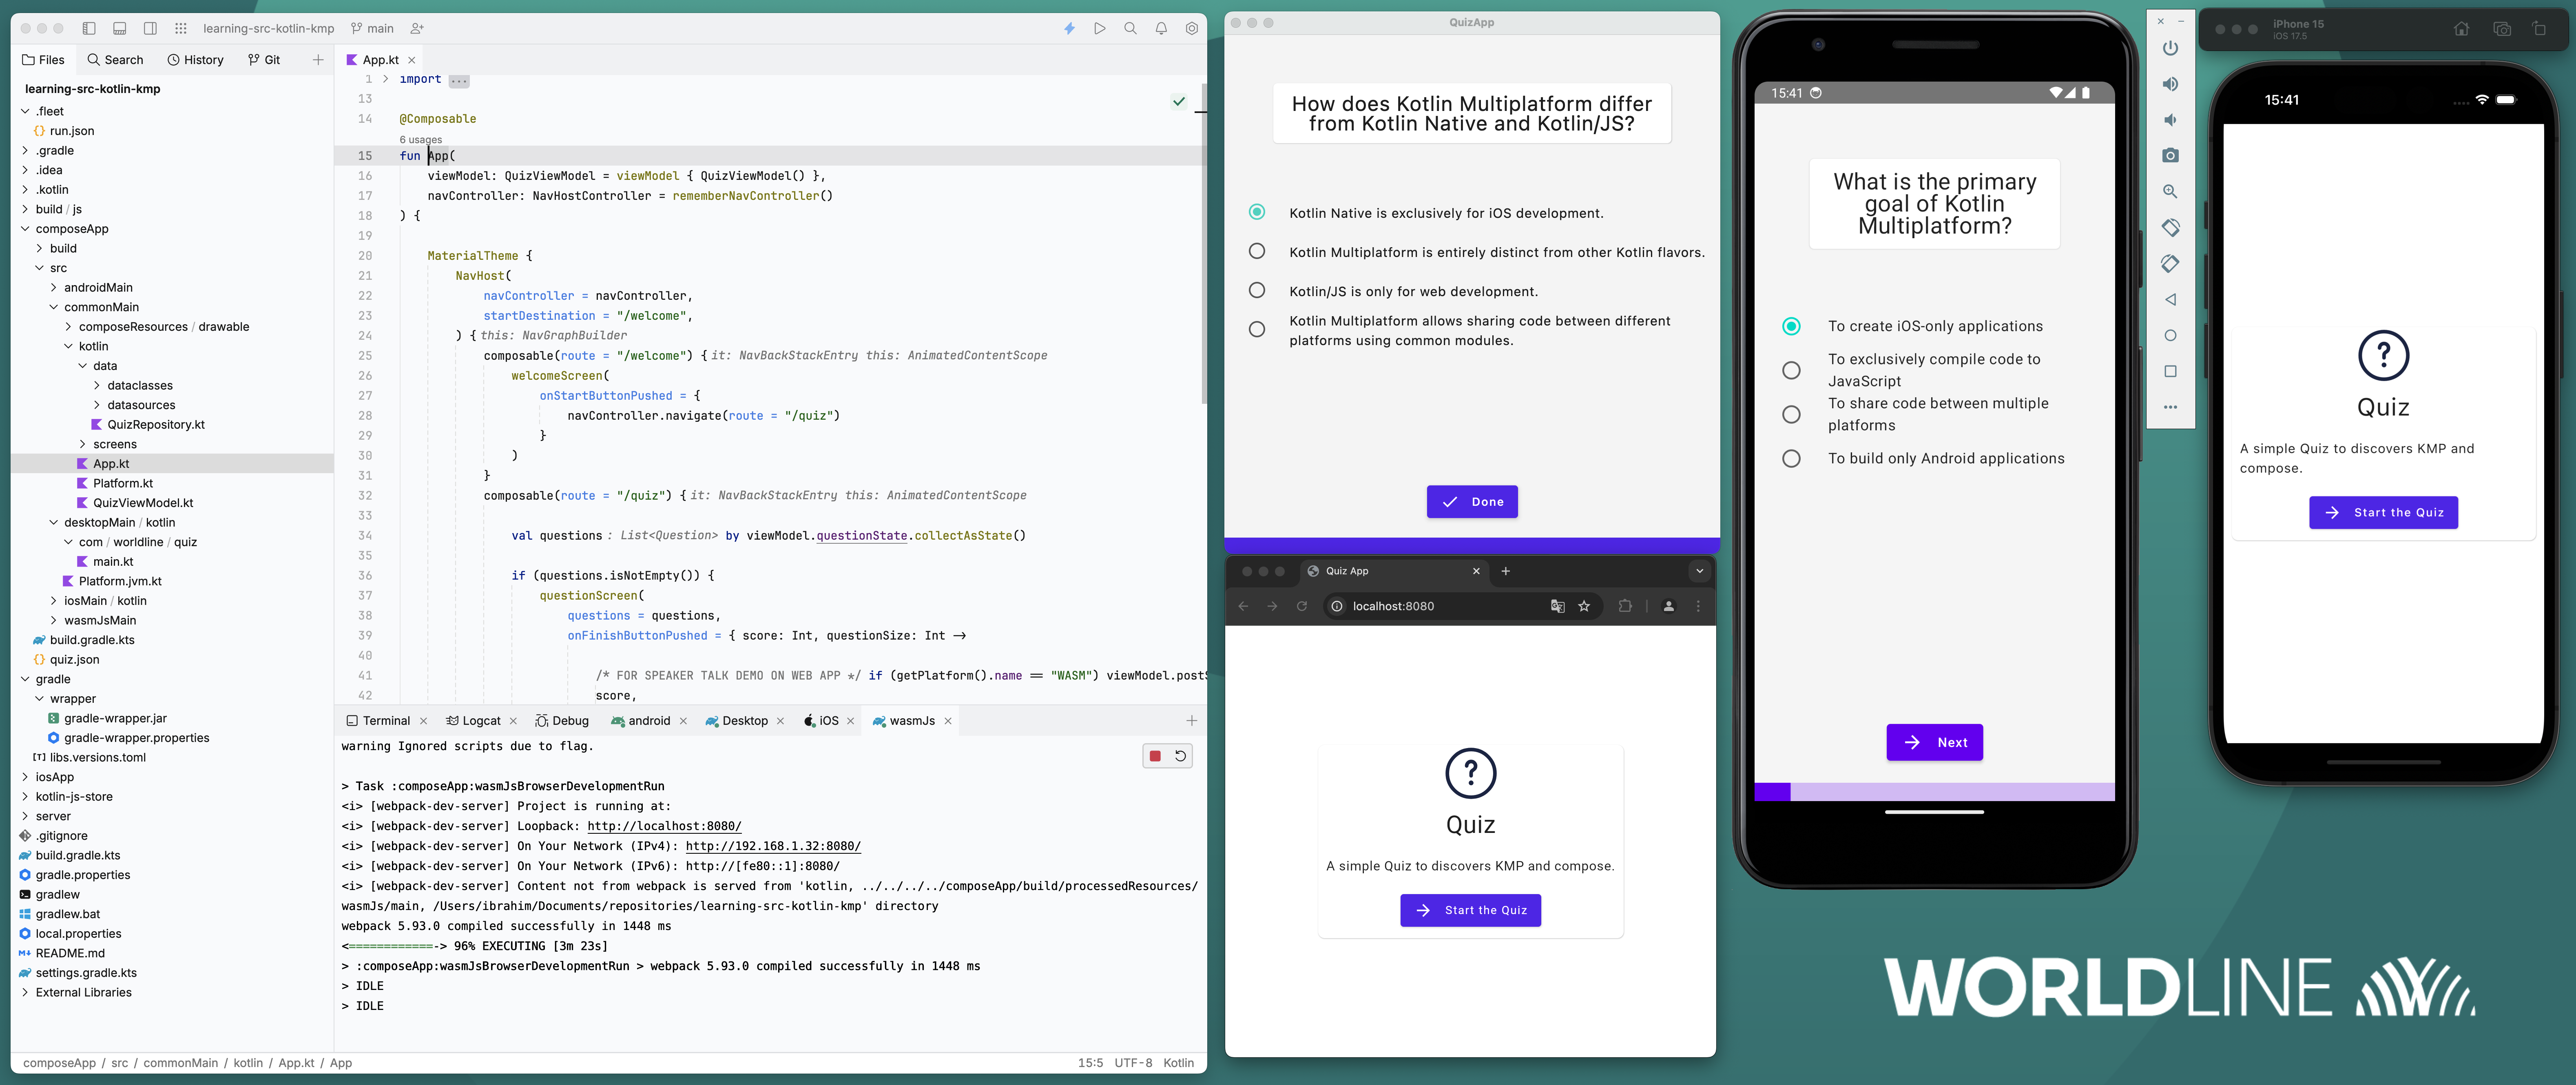 learning-src-kotlin-kmp
main
Files
Search
History
Git
learning-src-kotlin-kmp
.fleet
run.json
.gradle
.idea
.kotlin
build / js
composeApp
build
src
androidMain
commonMain
composeResources / drawable
kotlin
data
dataclasses
datasources
QuizRepository.kt
screens
App.kt
Platform.kt
QuizViewModel.kt
desktopMain / kotlin
com / worldline / quiz
main.kt
Platform.jvm.kt
iosMain / kotlin
wasmJsMain
build.gradle.kts
quiz.json
gradle
wrapper
gradle-wrapper.jar
gradle-wrapper.properties
libs.versions.toml
iosApp
kotlin-js-store
server
.gitignore
build.gradle.kts
gradle.properties
gradlew
gradlew.bat
local.properties
README.md
settings.gradle.kts
External Libraries
App.kt
1 import ...
13
14 @Composable
6 usages
15 fun App(
16 viewModel: QuizViewModel = viewModel { QuizViewModel() },
17 navController: NavHostController = rememberNavController()
18 ) {
19
20 MaterialTheme {
21 NavHost(
22 navController = navController,
23 startDestination = "/welcome",
24 ) { this: NavGraphBuilder
25 composable(route = "/welcome") { it: NavBackStackEntry this: AnimatedContentScope
26 welcomeScreen(
27 onStartButtonPushed = {
28 navController.navigate(route = "/quiz")
29 }
30 )
31 }
32 composable(route = "/quiz") { it: NavBackStackEntry this: AnimatedContentScope
33
34 val questions : List<Question> by viewModel.questionState.collectAsState()
35
36 if (questions.isNotEmpty()) {
37 questionScreen(
38 questions = questions,
39 onFinishButtonPushed = { score: Int, questionSize: Int ->
40
41 /* FOR SPEAKER TALK DEMO ON WEB APP */ if (getPlatform().name == "WASM") viewModel.postS
42 score,
Terminal
Logcat
Debug
android
Desktop
iOS
wasmJs
warning Ignored scripts due to flag.
> Task :composeApp:wasmJsBrowserDevelopmentRun
<i> [webpack-dev-server] Project is running at:
<i> [webpack-dev-server] Loopback: http://localhost:8080/
<i> [webpack-dev-server] On Your Network (IPv4): http://192.168.1.32:8080/
<i> [webpack-dev-server] On Your Network (IPv6): http://[fe80::1]:8080/
<i> [webpack-dev-server] Content not from webpack is served from 'kotlin, ../../../../composeApp/build/processedResources/
wasmJs/main, /Users/ibrahim/Documents/repositories/learning-src-kotlin-kmp' directory
webpack 5.93.0 compiled successfully in 1448 ms
<============-> 96% EXECUTING [3m 23s]
> :composeApp:wasmJsBrowserDevelopmentRun > webpack 5.93.0 compiled successfully in 1448 ms
> IDLE
> IDLE
composeApp / src / commonMain / kotlin / App.kt / App
15:5 UTF-8 Kotlin
QuizApp
How does Kotlin Multiplatform differ
from Kotlin Native and Kotlin/JS?
Kotlin Native is exclusively for iOS development.
Kotlin Multiplatform is entirely distinct from other Kotlin flavors.
Kotlin/JS is only for web development.
Kotlin Multiplatform allows sharing code between different
platforms using common modules.
Done
Quiz App
localhost:8080
?
Quiz
A simple Quiz to discovers KMP and compose.
Start the Quiz
15:41
What is the primary
goal of Kotlin
Multiplatform?
To create iOS-only applications
To exclusively compile code to
JavaScript
To share code between multiple
platforms
To build only Android applications
Next
iPhone 15
iOS 17.5
15:41
?
Quiz
A simple Quiz to discovers KMP and
compose.
Start the Quiz
WORLDLINE